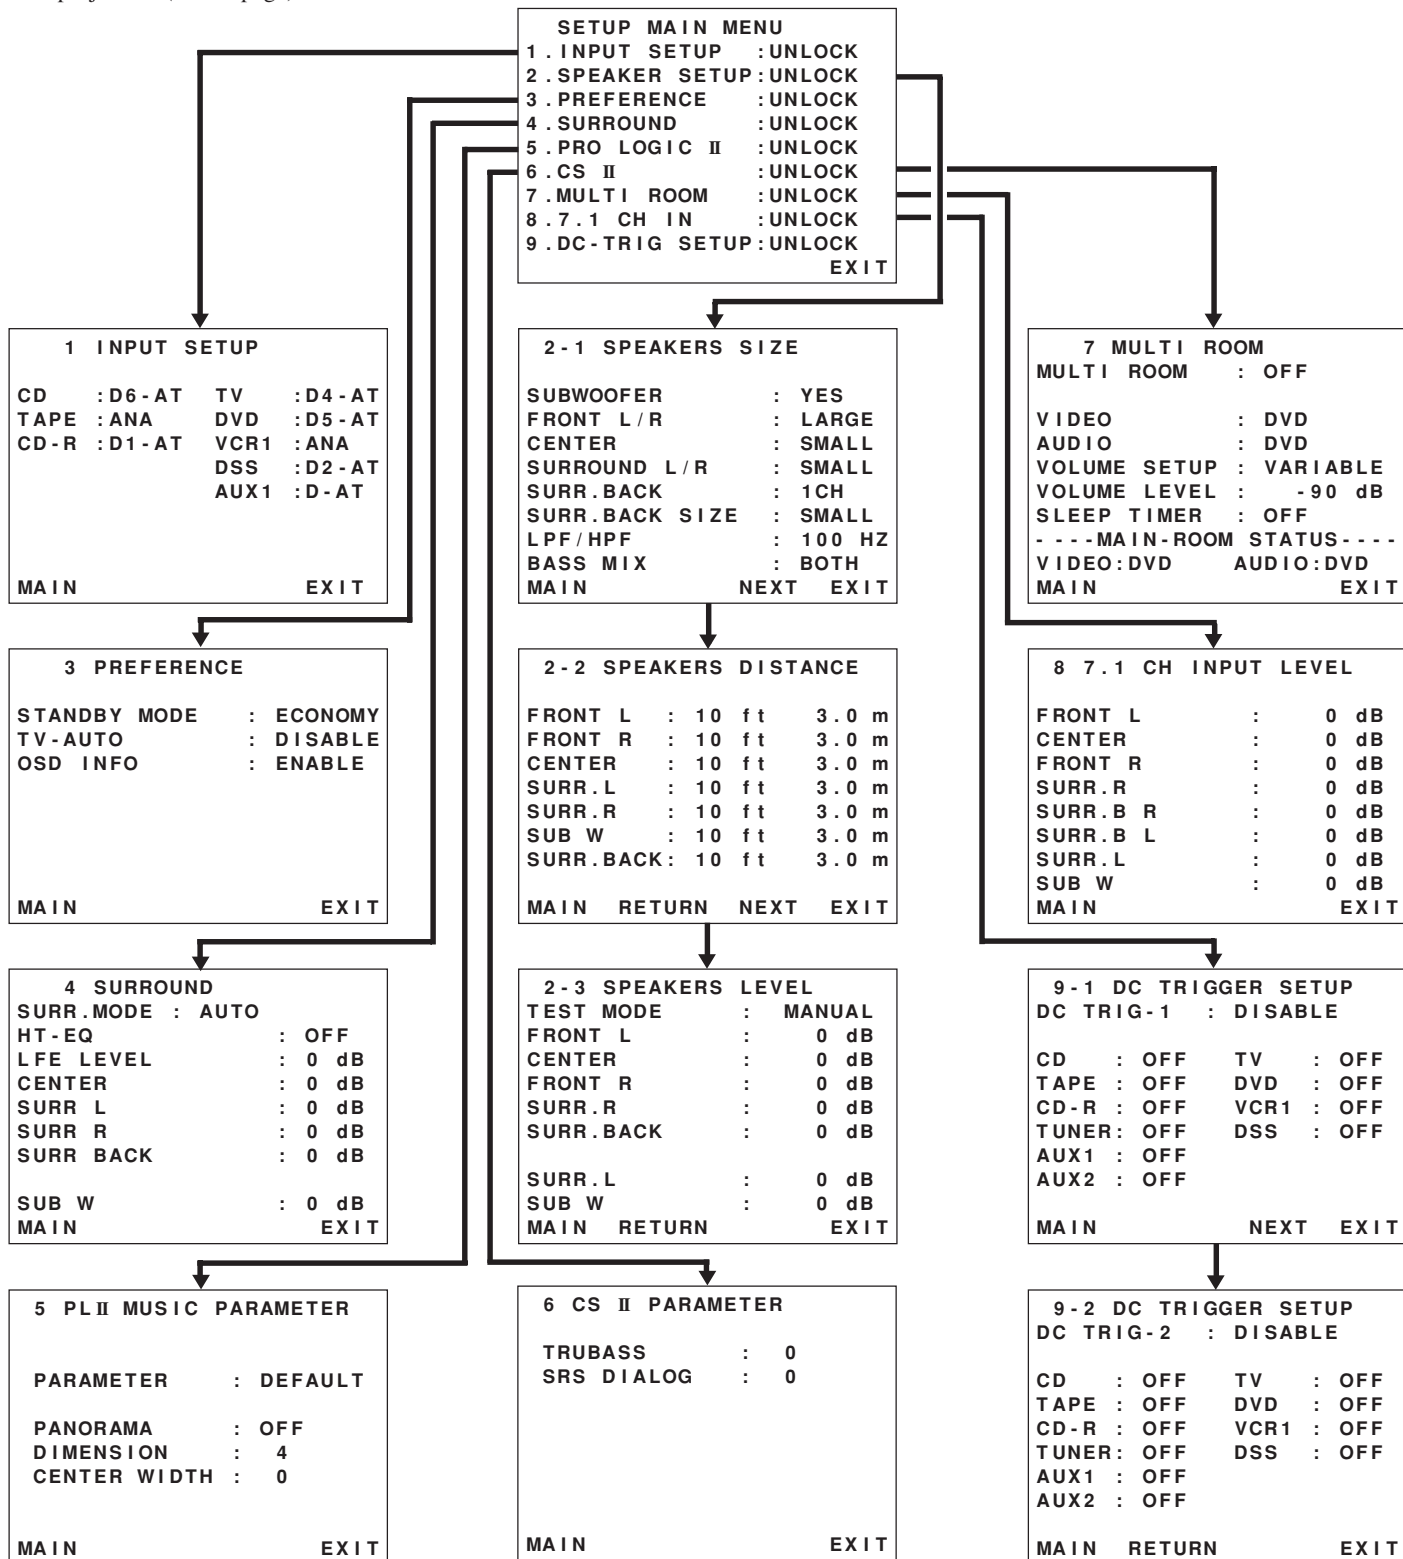 SETUP MAIN MENU
1.INPUT SETUP :UNLOCK
2.SPEAKER SETUP:UNLOCK
3.PREFERENCE :UNLOCK
4.SURROUND :UNLOCK
5.PRO LOGIC II :UNLOCK
6.CS II :UNLOCK
7.MULTI ROOM :UNLOCK
8.7.1 CH IN :UNLOCK
9.DC-TRIG SETUP:UNLOCK
EXIT
1 INPUT SETUP
CD :D6-AT TV :D4-AT
TAPE :ANA DVD :D5-AT
CD-R :D1-AT VCR1 :ANA
DSS :D2-AT
AUX1 :D-AT
MAIN EXIT
2-1 SPEAKERS SIZE
SUBWOOFER : YES
FRONT L/R : LARGE
CENTER : SMALL
SURROUND L/R : SMALL
SURR.BACK : 1CH
SURR.BACK SIZE : SMALL
LPF/HPF : 100 HZ
BASS MIX : BOTH
MAIN NEXT EXIT
7 MULTI ROOM
MULTI ROOM : OFF
VIDEO : DVD
AUDIO : DVD
VOLUME SETUP : VARIABLE
VOLUME LEVEL : -90 dB
SLEEP TIMER : OFF
----MAIN-ROOM STATUS----
VIDEO:DVD AUDIO:DVD
MAIN EXIT
3 PREFERENCE
STANDBY MODE : ECONOMY
TV-AUTO : DISABLE
OSD INFO : ENABLE
MAIN EXIT
2-2 SPEAKERS DISTANCE
FRONT L : 10 ft 3.0 m
FRONT R : 10 ft 3.0 m
CENTER : 10 ft 3.0 m
SURR.L : 10 ft 3.0 m
SURR.R : 10 ft 3.0 m
SUB W : 10 ft 3.0 m
SURR.BACK: 10 ft 3.0 m
MAIN RETURN NEXT EXIT
8 7.1 CH INPUT LEVEL
FRONT L : 0 dB
CENTER : 0 dB
FRONT R : 0 dB
SURR.R : 0 dB
SURR.B R : 0 dB
SURR.B L : 0 dB
SURR.L : 0 dB
SUB W : 0 dB
MAIN EXIT
4 SURROUND
SURR.MODE : AUTO
HT-EQ : OFF
LFE LEVEL : 0 dB
CENTER : 0 dB
SURR L : 0 dB
SURR R : 0 dB
SURR BACK : 0 dB
SUB W : 0 dB
MAIN EXIT
2-3 SPEAKERS LEVEL
TEST MODE : MANUAL
FRONT L : 0 dB
CENTER : 0 dB
FRONT R : 0 dB
SURR.R : 0 dB
SURR.BACK : 0 dB
SURR.L : 0 dB
SUB W : 0 dB
MAIN RETURN EXIT
9-1 DC TRIGGER SETUP
DC TRIG-1 : DISABLE
CD : OFF TV : OFF
TAPE : OFF DVD : OFF
CD-R : OFF VCR1 : OFF
TUNER: OFF DSS : OFF
AUX1 : OFF
AUX2 : OFF
MAIN NEXT EXIT
5 PLII MUSIC PARAMETER
PARAMETER : DEFAULT
PANORAMA : OFF
DIMENSION : 4
CENTER WIDTH : 0
MAIN EXIT
6 CS II PARAMETER
TRUBASS : 0
SRS DIALOG : 0
MAIN EXIT
9-2 DC TRIGGER SETUP
DC TRIG-2 : DISABLE
CD : OFF TV : OFF
TAPE : OFF DVD : OFF
CD-R : OFF VCR1 : OFF
TUNER: OFF DSS : OFF
AUX1 : OFF
AUX2 : OFF
MAIN RETURN EXIT